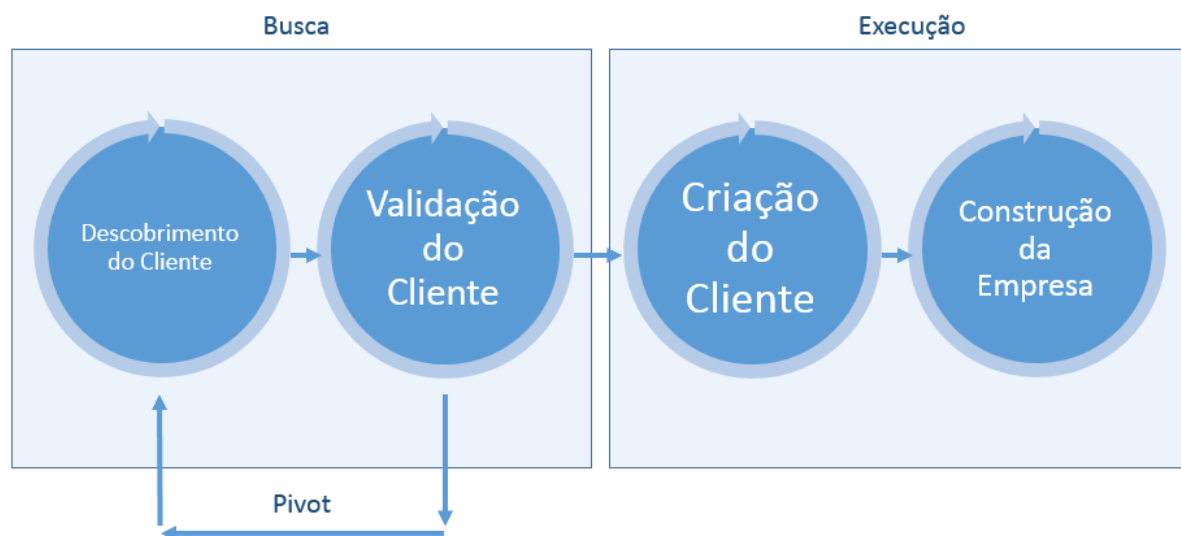 Busca
Execução
Descobrimento
do Cliente
Validação
do
Cliente
Criação
do
Cliente
Construção
da
Empresa
Pivot